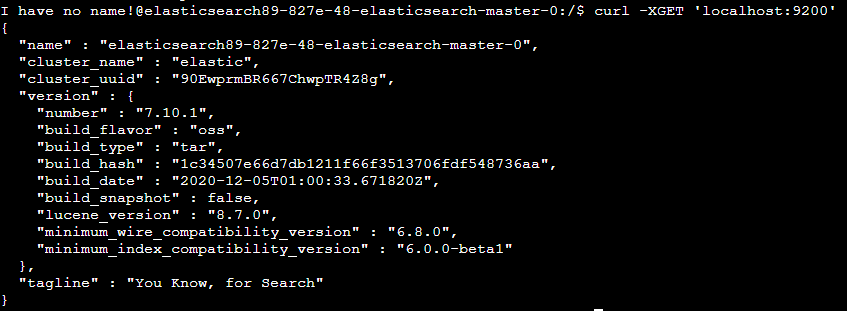 I have no name!@elasticsearch89-827e-48-elasticsearch-master-0:/$ curl -XGET 'localhost:9200'
{
  "name" : "elasticsearch89-827e-48-elasticsearch-master-0",
  "cluster_name" : "elastic",
  "cluster_uuid" : "90EwprmBR667ChwpTR4Z8g",
  "version" : {
    "number" : "7.10.1",
    "build_flavor" : "oss",
    "build_type" : "tar",
    "build_hash" : "1c34507e66d7db1211f66f3513706fdf548736aa",
    "build_date" : "2020-12-05T01:00:33.671820Z",
    "build_snapshot" : false,
    "lucene_version" : "8.7.0",
    "minimum_wire_compatibility_version" : "6.8.0",
    "minimum_index_compatibility_version" : "6.0.0-beta1"
  },
  "tagline" : "You Know, for Search"
}